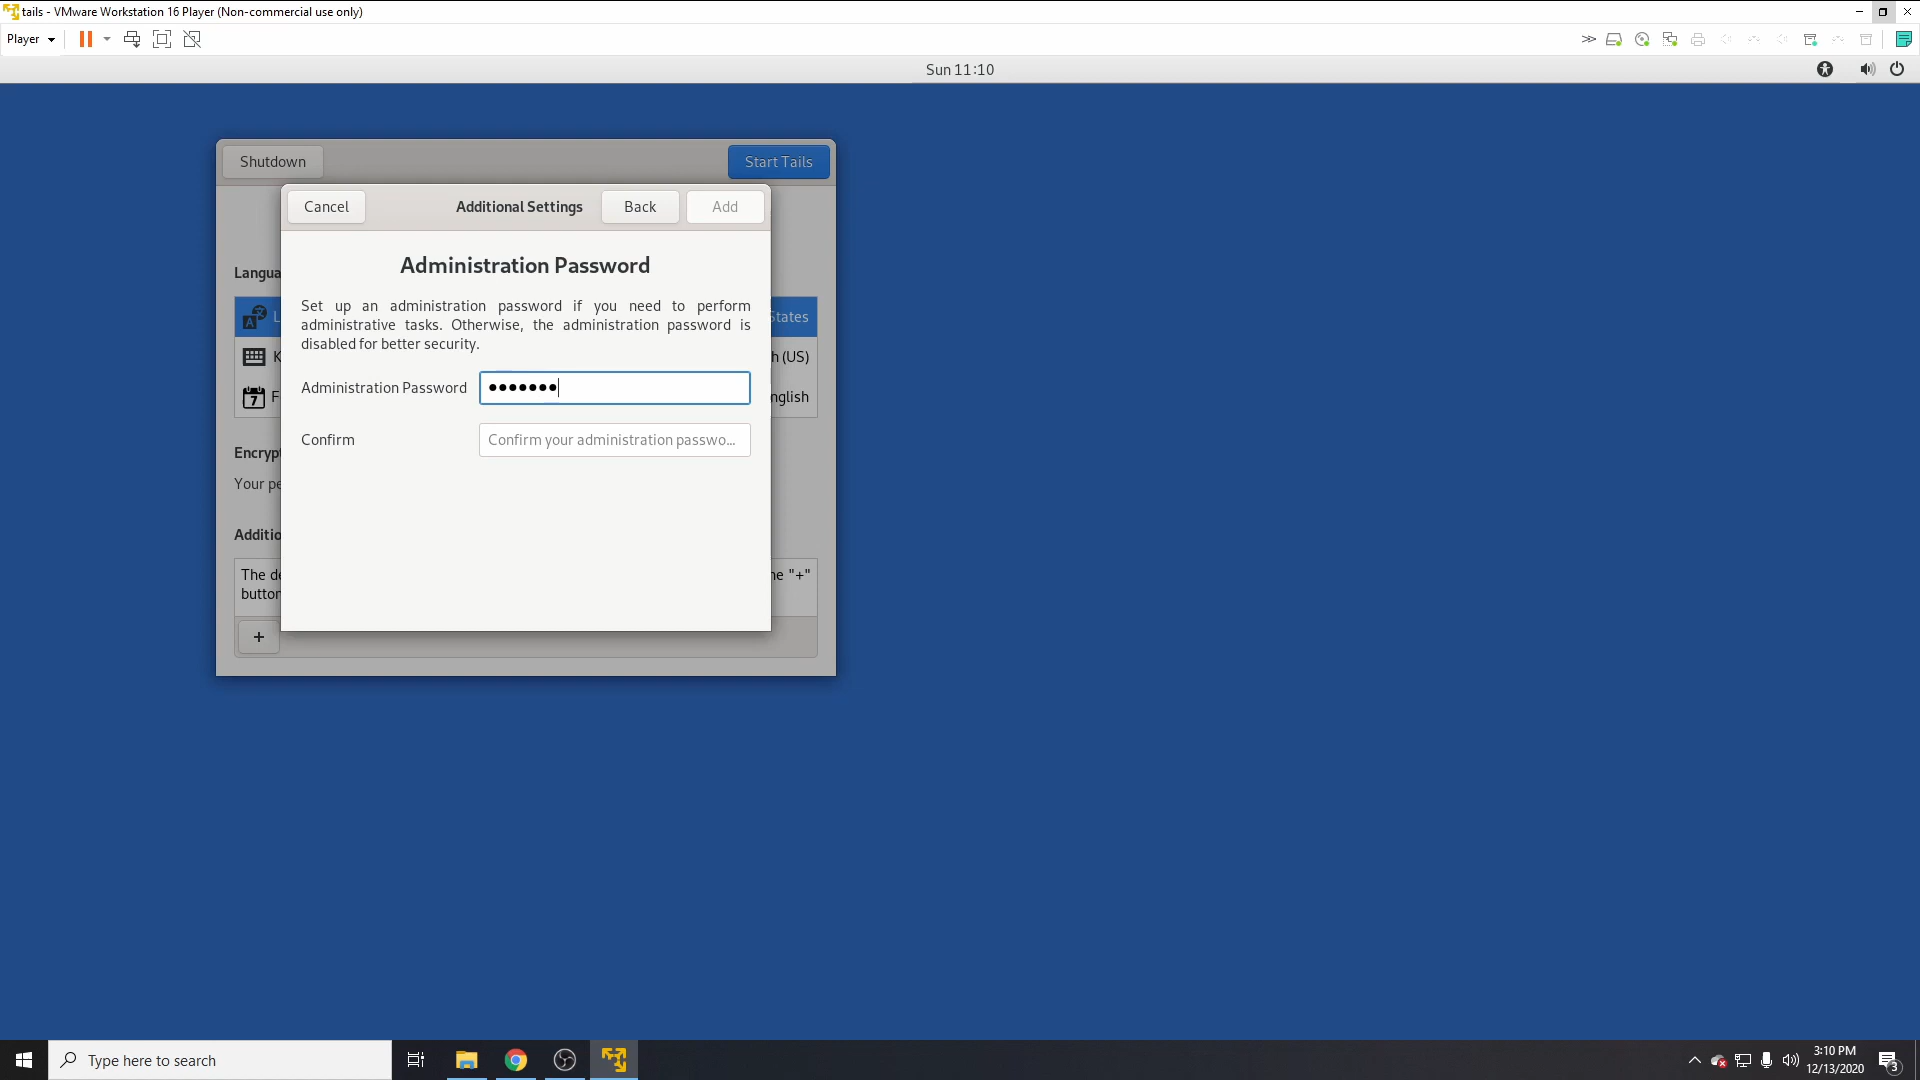 tails - VMware Workstation 16 Player (Non-commercial use only)
Player
Sun 11:10
Shutdown
Start Tails
Cancel
Additional Settings
Back
Add
Administration Password
Set up an administration password if you need to perform
administrative tasks. Otherwise, the administration password is
disabled for better security.
Administration Password
●●●●●●●
Confirm
Confirm your administration passwo...
Langua
L
States
K
h (US)
7
F
nglish
Encryp
Your pe
Additio
The de
he "+"
button
+
Type here to search
3:10 PM
12/13/2020
3